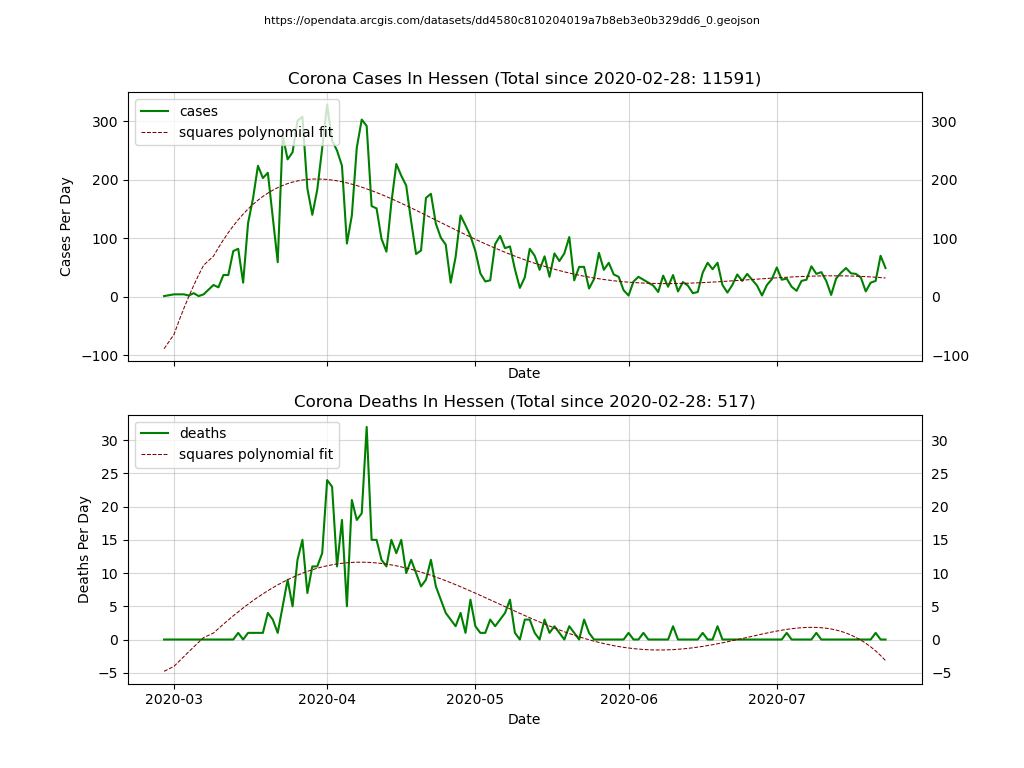 https://opendata.arcgis.com/datasets/dd4580c810204019a7b8eb3e0b329dd6_0.geojson
Corona Cases In Hessen (Total since 2020-02-28: 11591)
cases
squares polynomial fit
300
200
100
0
−100
Cases Per Day
300
200
100
0
−100
Date
Corona Deaths In Hessen (Total since 2020-02-28: 517)
deaths
squares polynomial fit
30
25
20
15
10
5
0
−5
Deaths Per Day
30
25
20
15
10
5
0
−5
2020-03 2020-04 2020-05 2020-06 2020-07
Date